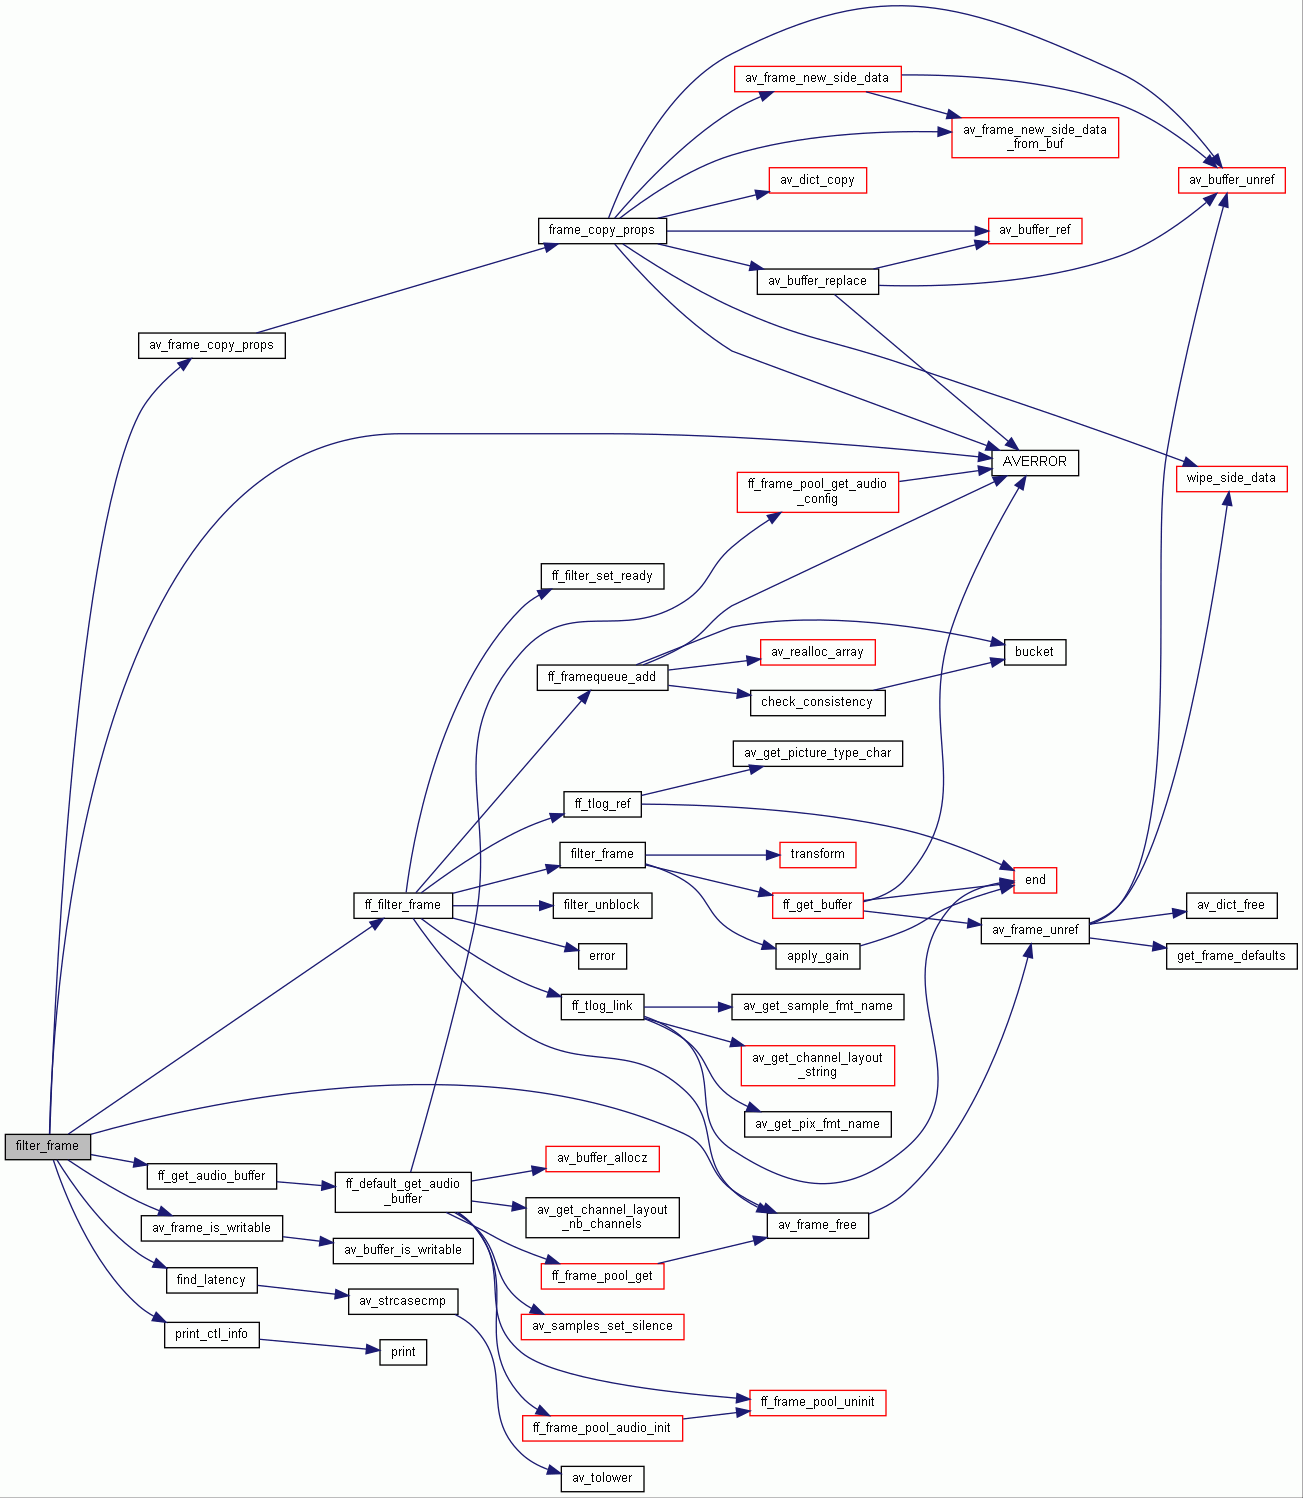 av_frame_new_side_data
av_frame_new_side_data
_from_buf
av_dict_copy
av_buffer_unref
frame_copy_props
av_buffer_ref
av_buffer_replace
av_frame_copy_props
AVERROR
wipe_side_data
ff_frame_pool_get_audio
_config
ff_filter_set_ready
bucket
av_realloc_array
ff_framequeue_add
check_consistency
av_get_picture_type_char
ff_tlog_ref
filter_frame
transform
end
ff_filter_frame
filter_unblock
ff_get_buffer
av_dict_free
av_frame_unref
error
apply_gain
get_frame_defaults
ff_tlog_link
av_get_sample_fmt_name
av_get_channel_layout
_string
av_get_pix_fmt_name
filter_frame
av_buffer_allocz
ff_get_audio_buffer
ff_default_get_audio
_buffer
av_get_channel_layout
_nb_channels
av_frame_is_writable
av_frame_free
av_buffer_is_writable
find_latency
ff_frame_pool_get
av_strcasecmp
av_samples_set_silence
print_ctl_info
print
ff_frame_pool_uninit
ff_frame_pool_audio_init
av_tolower